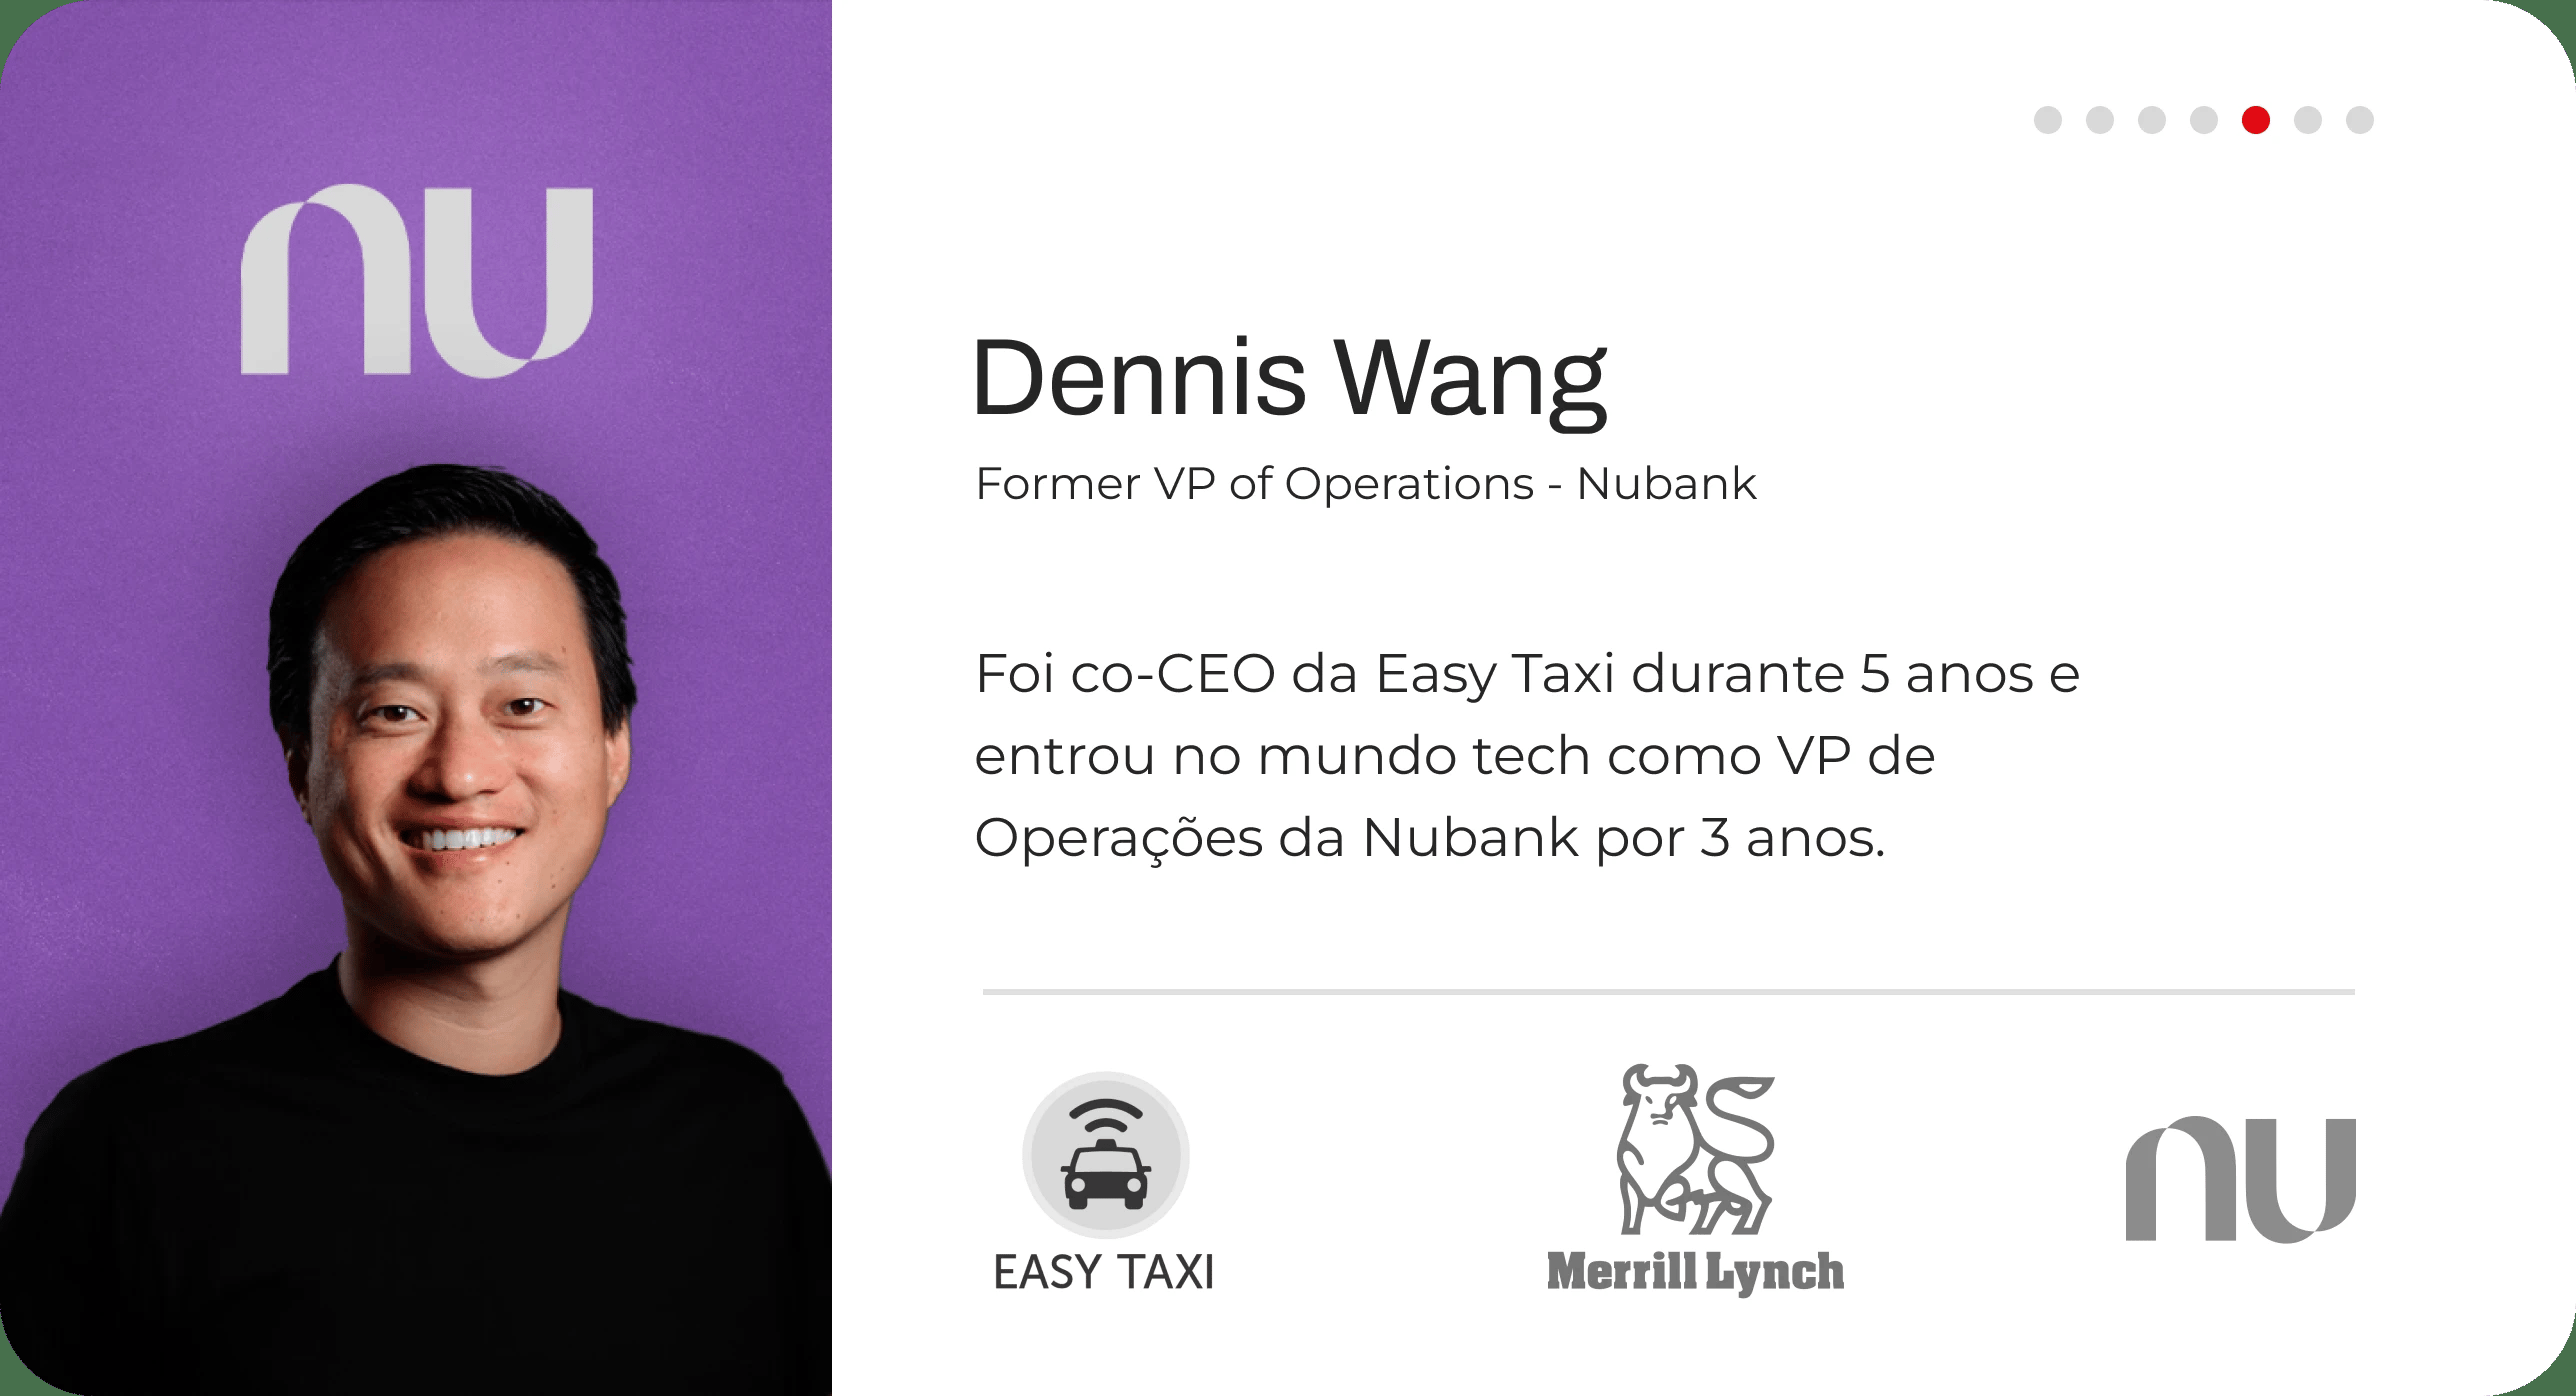 nu
Dennis Wang
Former VP of Operations - Nubank
Foi co-CEO da Easy Taxi durante 5 anos e
entrou no mundo tech como VP de
Operações da Nubank por 3 anos.
EASY TAXI
Merrill Lynch
nu